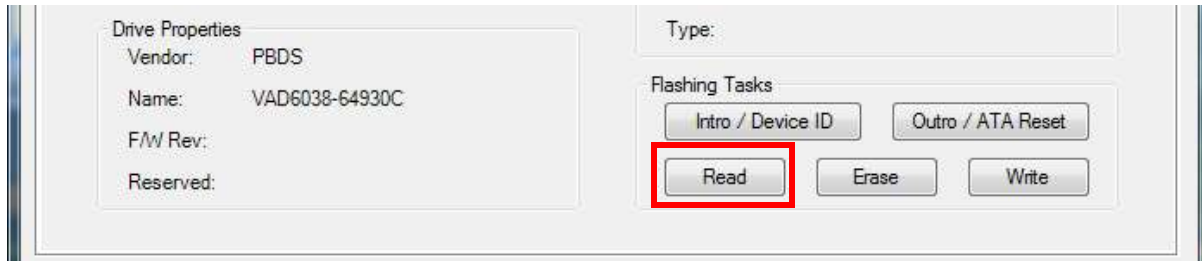 Drive Properties
Vendor: PBDS
Name: VAD6038-64930C
F/W Rev:
Reserved:
Type:
Flashing Tasks
Intro / Device ID Outro / ATA Reset
Read Erase Write